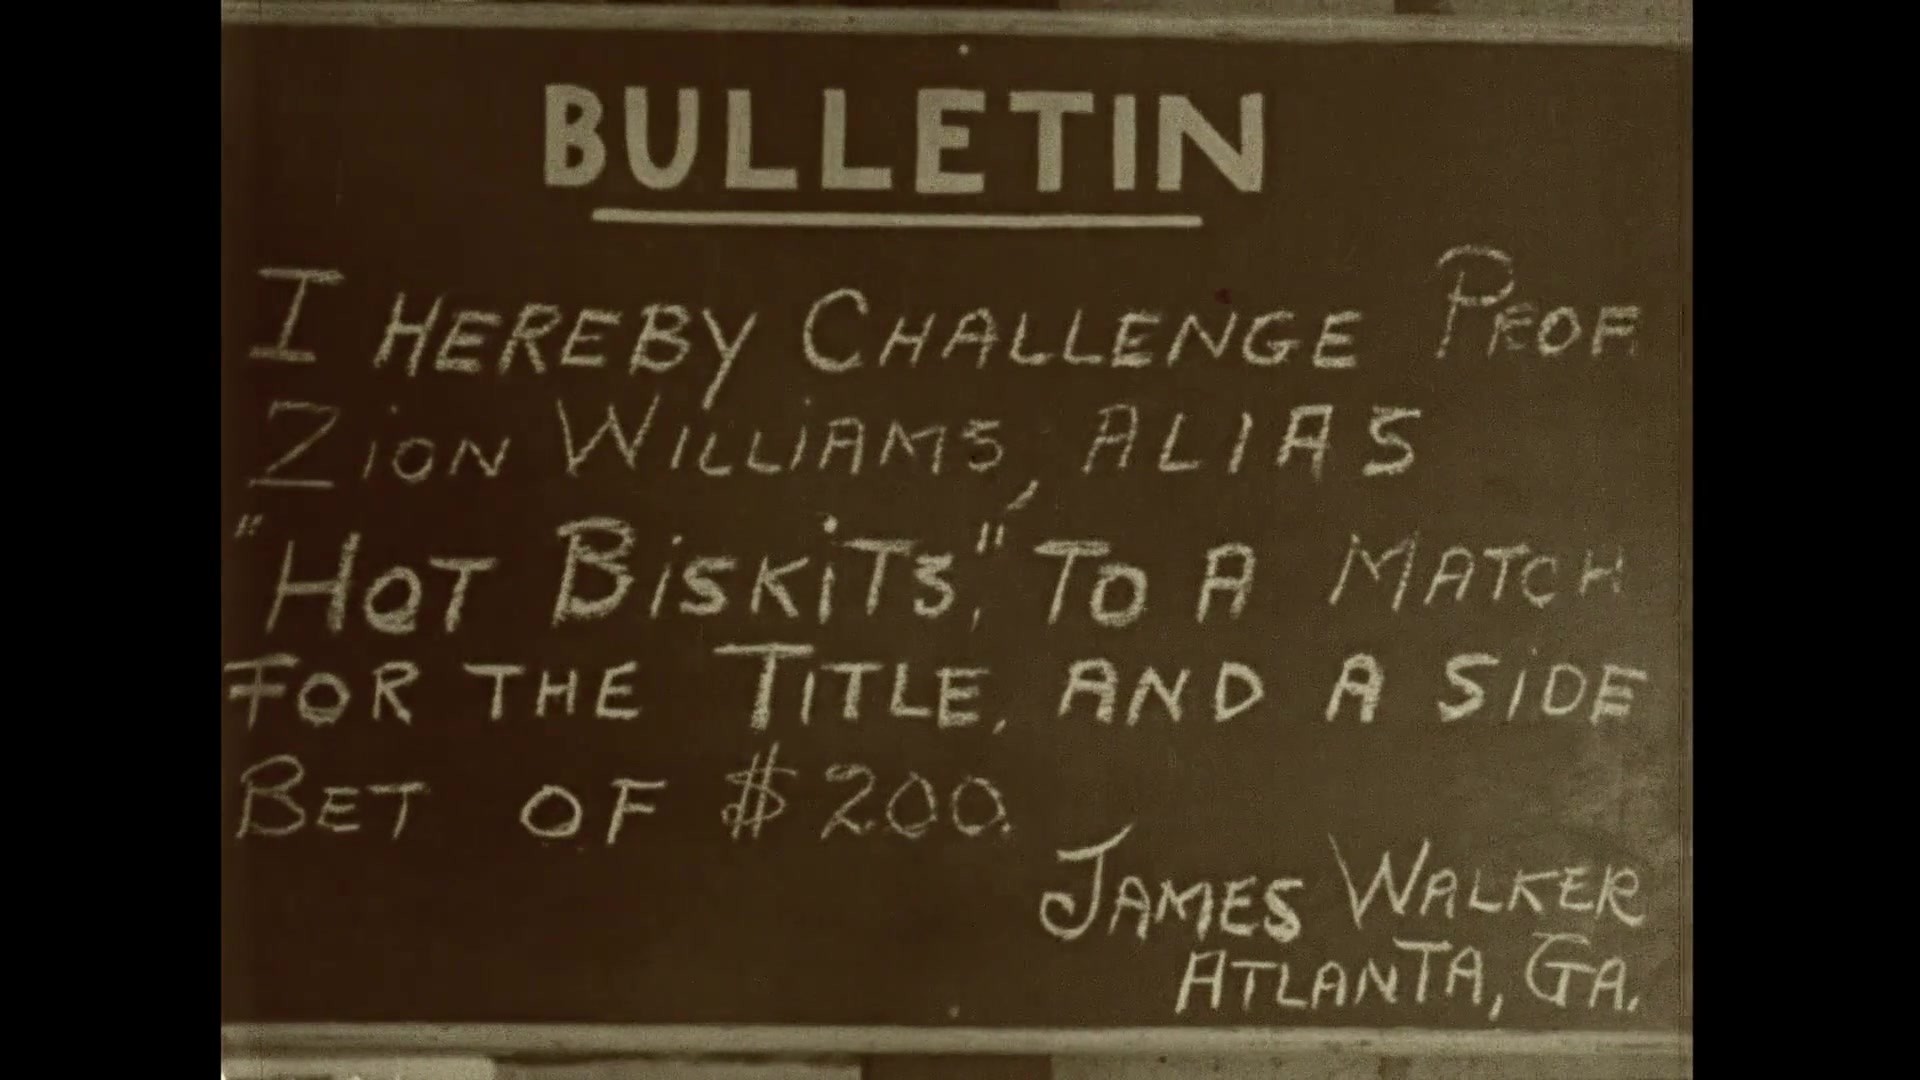 BULLETIN
I HEREBY CHALLENGE PROF.
ZION WILLIAMS, ALIAS
"HOT BISKITS," TO A MATCH
FOR THE TITLE, AND A SIDE
BET OF $200.
JAMES WALKER
ATLANTA, GA.